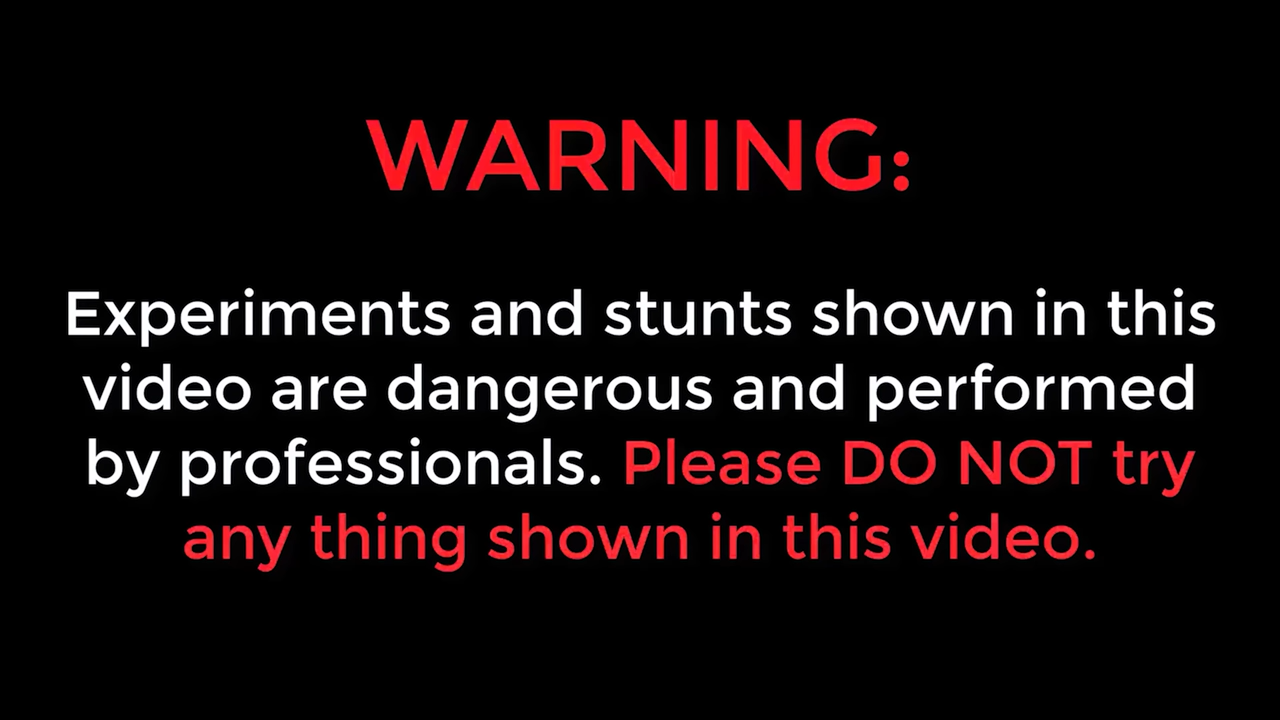 WARNING:
Experiments and stunts shown in this
video are dangerous and performed
by professionals. Please DO NOT try
any thing shown in this video.